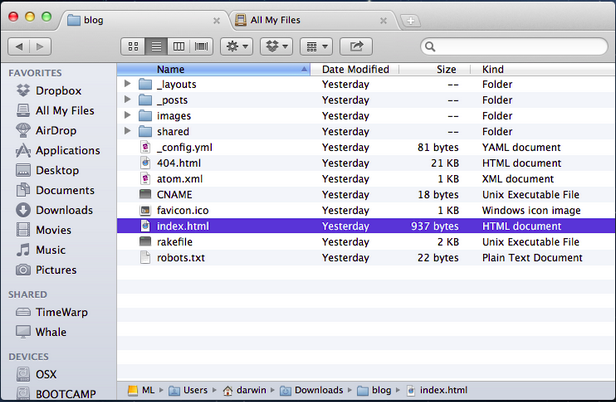 blog
All My Files
FAVORITES
Dropbox
All My Files
AirDrop
Applications
Desktop
Documents
Downloads
Movies
Music
Pictures
SHARED
TimeWarp
Whale
DEVICES
OSX
BOOTCAMP
Name Date Modified Size Kind
_layouts Yesterday -- Folder
_posts Yesterday -- Folder
images Yesterday -- Folder
shared Yesterday -- Folder
_config.yml Yesterday 81 bytes YAML document
404.html Yesterday 21 KB HTML document
atom.xml Yesterday 1 KB XML document
CNAME Yesterday 18 bytes Unix Executable File
favicon.ico Yesterday 1 KB Windows icon image
index.html Yesterday 937 bytes HTML document
rakefile Yesterday 2 KB Unix Executable File
robots.txt Yesterday 22 bytes Plain Text Document
ML ▸ Users ▸ darwin ▸ Downloads ▸ blog ▸ index.html